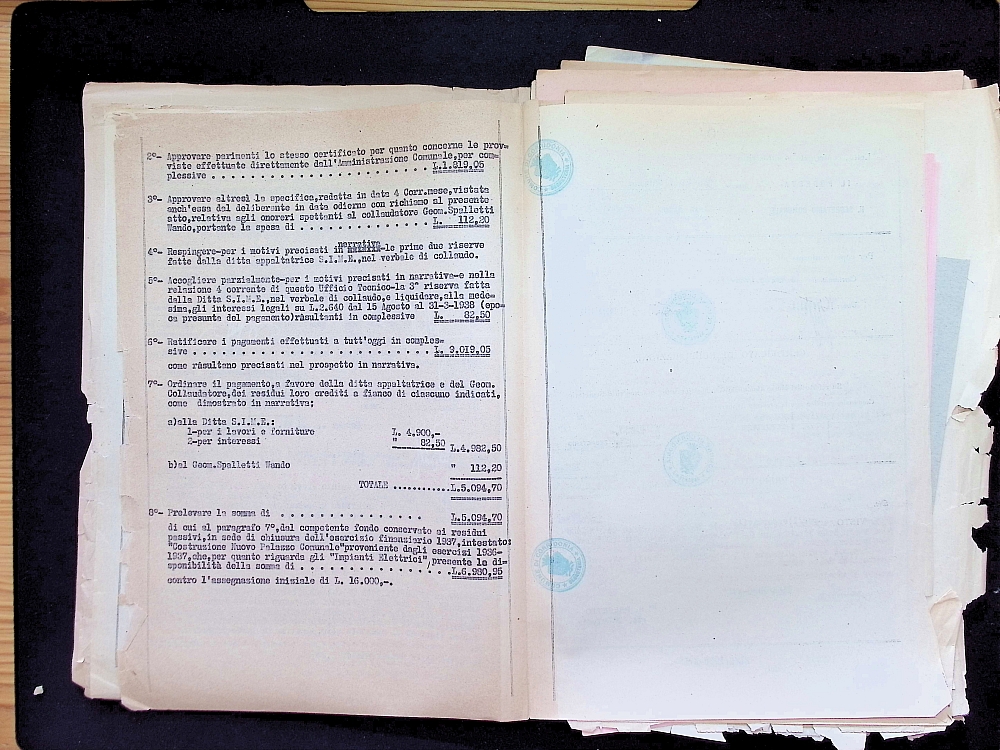 2°- Approvare parimenti lo stesso certificato per quanto concerne le prov-
viste effettuate direttamente dall'Amministrazione Comunale,per com-
plessive . . . . . . . . . . . . . . . . . . . . . . . . L.1.819,05
3°- Approvare altresì la specifica,redatta in data 4 Corr.mese,vistata
anch'essa dal deliberante in data odierna con richiamo al presente
atto,relativa agli onoreri spettanti al collaudatore Geom.Spalletti
Wando,portante la spesa di . . . . . . . . . . . . . . . L. 112,20
narrativa
4°- Respingere-per i motivi precisati in -le prime due riserve
fatte dalla ditta appaltatrice S.I.M.E.,nel verbale di collaudo.
5°- Accogliere parzialmente-per i motivi precisati in narrativa-e nella
relazione 4 corrente di questo Ufficio Tecnico-la 3° riserva fatta
dalla Ditta S.I.M.E.,nel verbale di collaudo,e liquidare,alla mede-
sima,gli interessi legali su L.2.640 dal 15 Agosto al 31-3-1938 (epo-
ca presunta del pagamento)risultanti in complessive L. 82,50
6°- Ratificare i pagamenti effettuati a tutt'oggi in comples-
sive . . . . . . . . . . . . . . . . . . . . . . . . . . L. 9.019,05
come risultano precisati nel prospetto in narrativa.
7°- Ordinare il pagamento,a favore della ditta appaltatrice e del Geom.
Collaudatore,dei residui loro crediti a fianco di ciascuno indicati,
come dimostrato in narrativa;
a)alla Ditta S.I.M.E.:
1-per i lavori e forniture L. 4.900,-
2-per interessi " 82,50 L.4.982,50
b)al Geom.Spalletti Wando " 112,20
TOTALE ...........L.5.094,70
8°- Prelevare la somma di . . . . . . . . . . . . . . . . L.5.094,70
di cui al paragrafo 7°,dal competente fondo conservato ai residui
passivi,in sede di chiusura dell'esercizio finanziario 1937,intestato:
"Costruzione Nuovo Palazzo Comunale"proveniente dagli esercizi 1936-
1937,che,per quanto riguarda gli "Impianti Elettrici",presenta la di-
sponibilità della somma di . . . . . . . . . . . . . . . .L.6.980,95
contro l'assegnazione iniziale di L. 16.000,-.